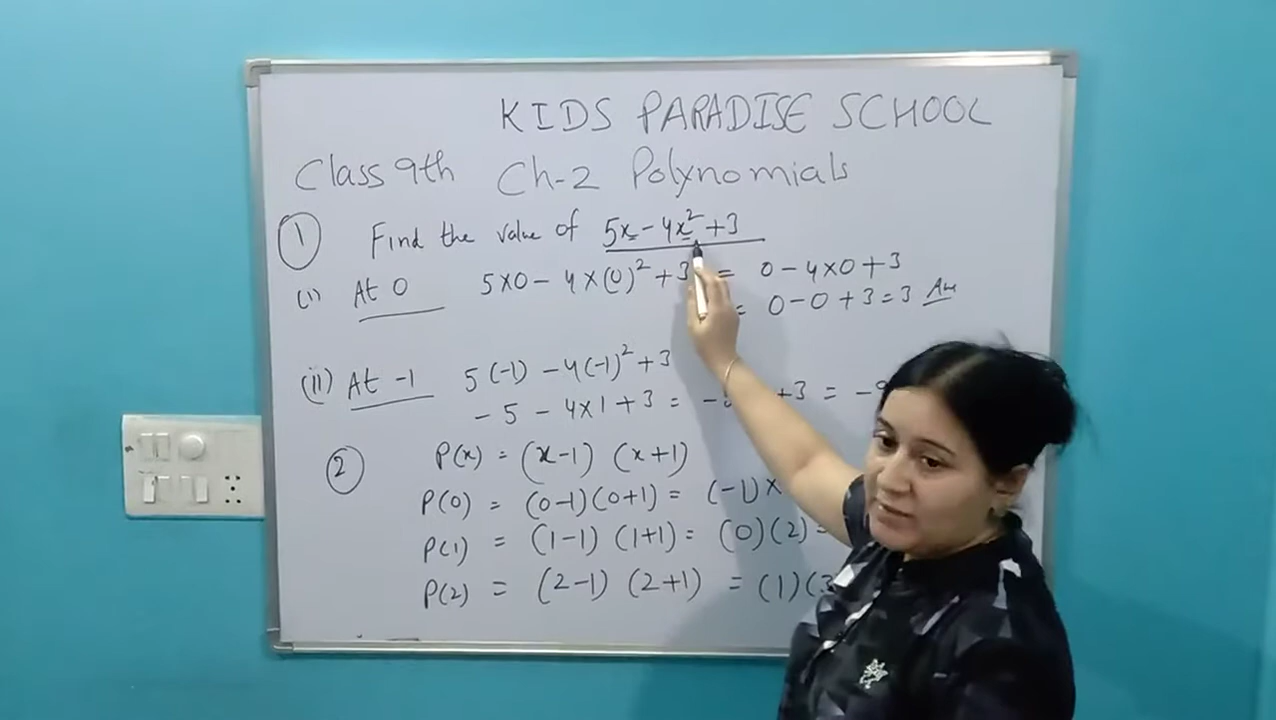 KIDS PARADISE SCHOOL
Class 9th Ch-2 Polynomials
① Find the value of 5x - 4x² + 3
(i) At 0 5×0 - 4×(0)² + 3 = 0 - 4×0 + 3
= 0 - 0 + 3 = 3 Ans
(ii) At -1 5(-1) - 4(-1)² + 3
- 5 - 4×1 + 3 = - +3 = -
② P(x) = (x-1) (x+1)
P(0) = (0-1)(0+1) = (-1)×
P(1) = (1-1) (1+1) = (0)(2) =
P(2) = (2-1) (2+1) = (1)(3